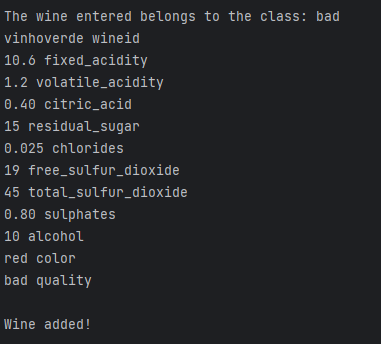 The wine entered belongs to the class: bad
vinhoverde wineid
10.6 fixed_acidity
1.2 volatile_acidity
0.40 citric_acid
15 residual_sugar
0.025 chlorides
19 free_sulfur_dioxide
45 total_sulfur_dioxide
0.80 sulphates
10 alcohol
red color
bad quality
Wine added!